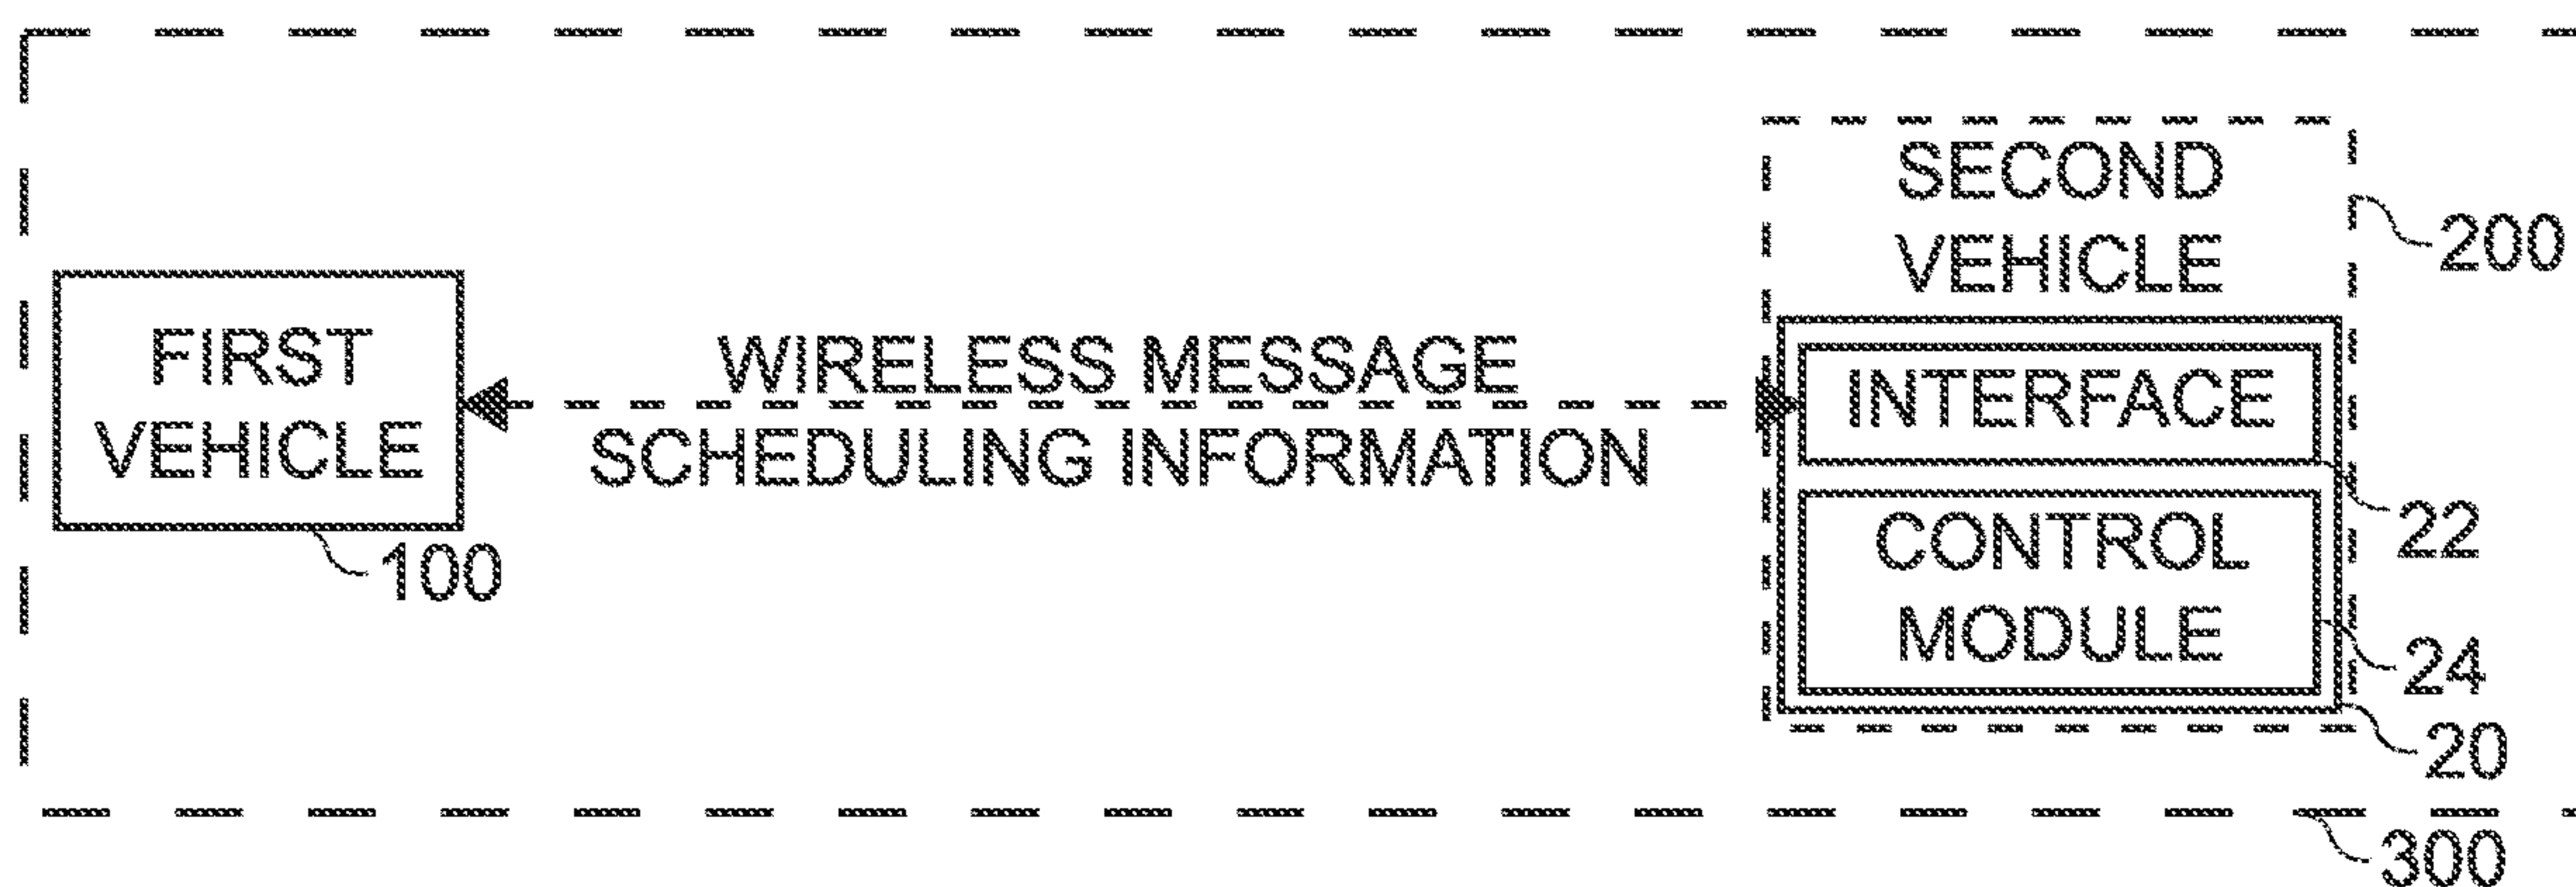 SECOND
VEHICLE
200
FIRST
VEHICLE
100
WIRELESS MESSAGE
SCHEDULING INFORMATION
INTERFACE
22
CONTROL
MODULE
24
20
300